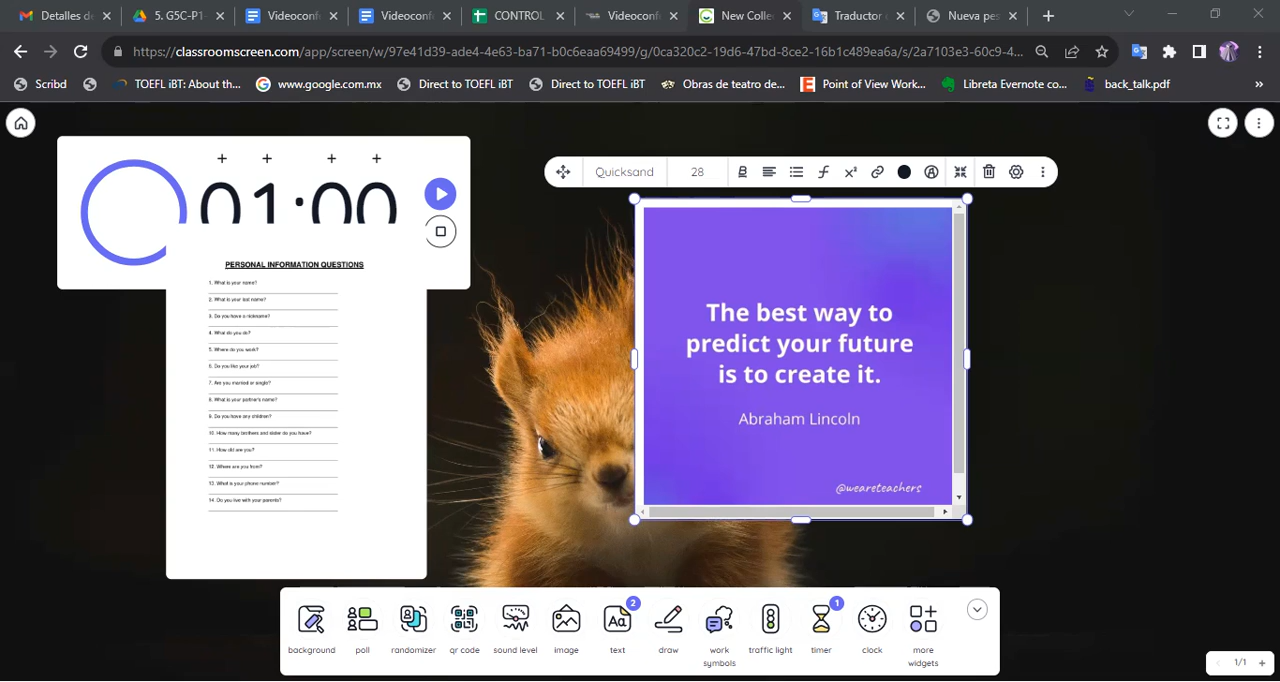 Detalles de
5. G5C-P1-
Videoconf
Videoconf
CONTROL
Videoconf
New Colle
Traductor
Nueva pes
https://classroomscreen.com/app/screen/w/97e41d39-ade4-4e63-ba71-b0c6eaa69499/g/0ca320c2-19d6-47bd-8ce2-16b1c489ea6a/s/2a7103e3-60c9-4...
Scribd
TOEFL iBT: About th...
www.google.com.mx
Direct to TOEFL iBT
Direct to TOEFL iBT
Obras de teatro de...
Point of View Work...
Libreta Evernote co...
back_talk.pdf
»
01:00
Quicksand
28
PERSONAL INFORMATION QUESTIONS
1. What is your name?
2. What is your last name?
3. Do you have a nickname?
4. What do you do?
5. Where do you work?
6. Do you like your job?
7. Are you married or single?
8. What is your partner's name?
9. Do you have any children?
10. How many brothers and sister do you have?
11. How old are you?
12. Where are you from?
13. What is your phone number?
14. Do you live with your parents?
The best way to
predict your future
is to create it.
Abraham Lincoln
@weareteachers
background
poll
randomizer
qr code
sound level
image
2
text
draw
work
symbols
traffic light
1
timer
clock
more
widgets
1/1